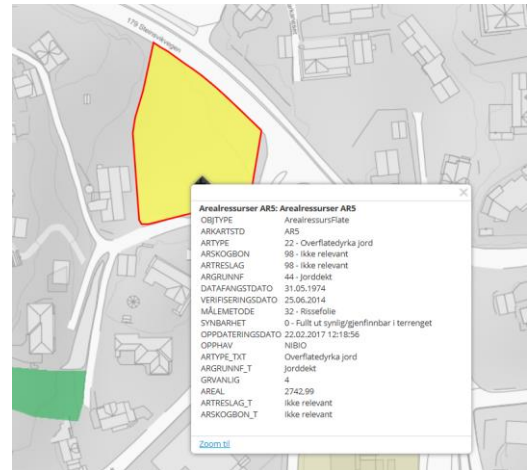 179 Steinsvikvegen
Arealressurser AR5: Arealressurser AR5
OBJTYPE ArealressursFlate
ARKARTSTD AR5
ARTYPE 22 - Overflatedyrka jord
ARSKOGBON 98 - Ikke relevant
ARTRESLAG 98 - Ikke relevant
ARGRUNNF 44 - Jorddekt
DATAFANGSTDATO 31.05.1974
VERIFISERINGSDATO 25.06.2014
MÅLEMETODE 32 - Rissefolie
SYNBARHET 0 - Fullt ut synlig/gjenfinnbar i terrenget
OPPDATERINGSDATO 22.02.2017 12:18:56
OPPHAV NIBIO
ARTYPE_TXT Overflatedyrka jord
ARGRUNNF_T Jorddekt
GRVANLIG 4
AREAL 2742,99
ARTRESLAG_T Ikke relevant
ARSKOGBON_T Ikke relevant
Zoom til